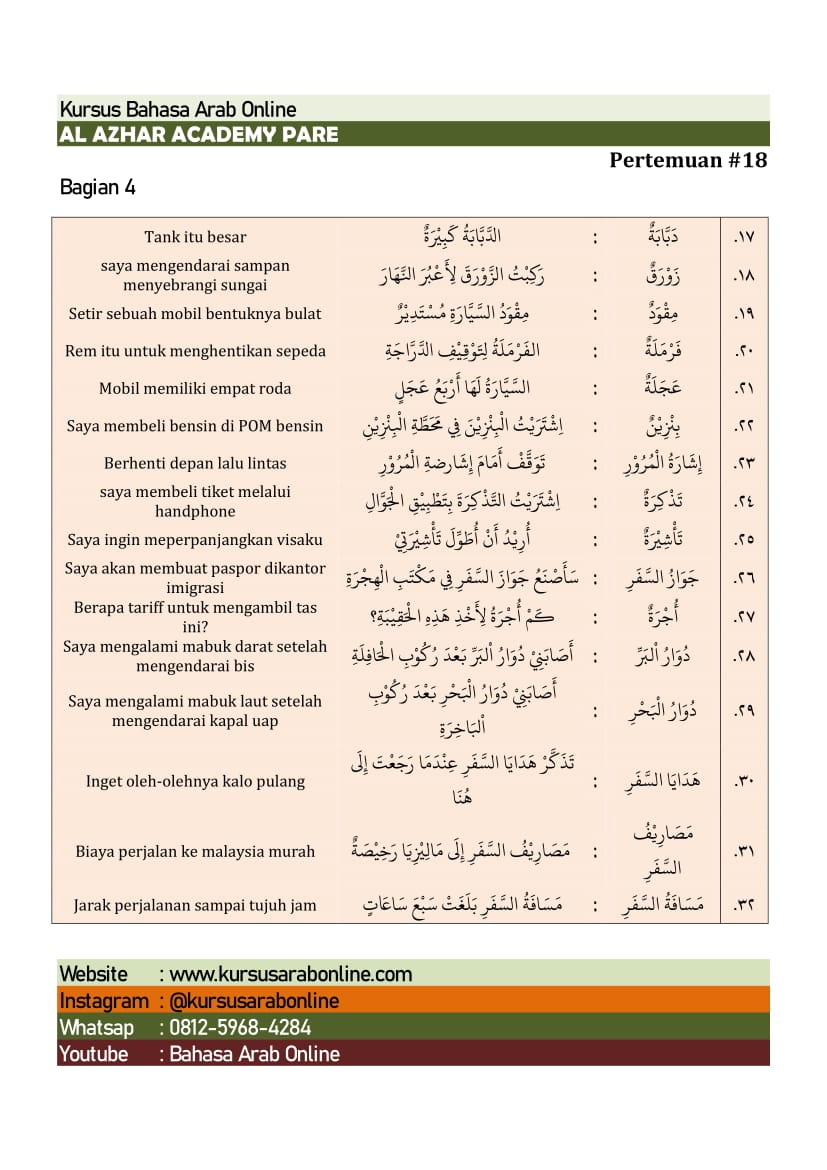 Kursus Bahasa Arab Online
AL AZHAR ACADEMY PARE
Pertemuan #18
Bagian 4
١٧. دَبَّابَةٌ : الدَّبَّابَةُ كَبِيْرَةٌ Tank itu besar
١٨. زَوْرَقٌ : رَكِبْتُ الزَّوْرَقَ لِأَعْبُرَ النَّهَارَ saya mengendarai sampan
menyebrangi sungai
١٩. مِقْوَدٌ : مِقْوَدُ السَّيَّارَةِ مُسْتَدِيْرٌ Setir sebuah mobil bentuknya bulat
٢٠. فَرْمَلَةٌ : الفَرْمَلَةُ لِتَوْقِيْفِ الدَّرَّاجَةِ Rem itu untuk menghentikan sepeda
٢١. عَجَلَةٌ : السَّيَّارَةُ لَهَا أَرْبَعُ عَجَلٍ Mobil memiliki empat roda
٢٢. بِنْزِيْنٌ : اِشْتَرَيْتُ الْبِنْزِيْنَ فِي مَحَطَّةِ الْبِنْزِيْنِ Saya membeli bensin di POM bensin
٢٣. إِشَارَةُ الْمُرُوْرِ : تَوَقَّفْ أَمَامَ إِشَارضةِ الْمُرُوْرِ Berhenti depan lalu lintas
٢٤. تَذْكِرَةٌ : اِشْتَرَيْتُ التَّذْكِرَةَ بِتَطْبِيْقِ الْجَوَّالِ saya membeli tiket melalui
handphone
٢٥. تَأْشِيْرَةٌ : أُرِيْدُ أَنْ أُطَوِّلَ تَأْشِيْرَتِيْ Saya ingin meperpanjangkan visaku
٢٦. جَوَازُ السَّفَرِ : سَأَصْنَعُ جَوَازَ السَّفَرِ فِي مَكْتَبِ الْهِجْرَةِ Saya akan membuat paspor dikantor
imigrasi
٢٧. أُجْرَةٌ : كَمْ أُجْرَةُ لِأَخْذِ هَذِهِ الْحَقِيْبَةِ؟ Berapa tariff untuk mengambil tas
ini?
٢٨. دُوَارُ اْلبَرِّ : أَصَابَنِيْ دُوَارُ اْلبَرِّ بَعْدَ رُكُوْبِ الْحَافِلَةِ Saya mengalami mabuk darat setelah
mengendarai bis
٢٩. دُوَارُ الْبَحْرِ : أَصَابَنِيْ دُوَارُ الْبَحْرِ بَعْدَ رُكُوْبِ
اْلبَاخِرَةِ Saya mengalami mabuk laut setelah
mengendarai kapal uap
٣٠. هَدَايَا السَّفَرِ : تَذَكَّرْ هَدَايَا السَّفَرِ عِنْدَمَا رَجَعْتَ إِلَى
هُنَا Inget oleh-olehnya kalo pulang
٣١. مَصَارِيْفُ
السَّفَرِ : مَصَارِيْفُ السَّفَرِ إِلَى مَالِيْزِيَا رَخِيْصَةٌ Biaya perjalan ke malaysia murah
٣٢. مَسَافَةُ السَّفَرِ : مَسَافَةُ السَّفَرِ بَلَغَتْ سَبْعَ سَاعَاتٍ Jarak perjalanan sampai tujuh jam
Website : www.kursusarabonline.com
Instagram : @kursusarabonline
Whatsap : 0812-5968-4284
Youtube : Bahasa Arab Online